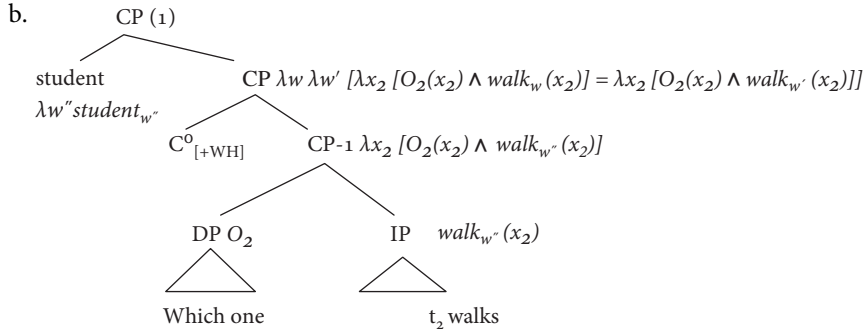 b. CP (1)
student CP λw λw′ [λx₂ [O₂(x₂) ∧ walk_w(x₂)] = λx₂ [O₂(x₂) ∧ walk_w′(x₂)]]
λw″student_w″
C⁰[+WH] CP-1 λx₂ [O₂(x₂) ∧ walk_w″(x₂)]
DP O₂ IP walk_w″(x₂)
Which one t₂ walks